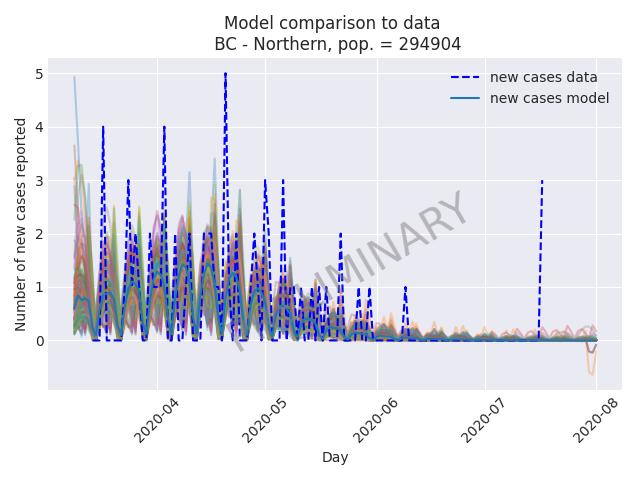 Model comparison to data
BC - Northern, pop. = 294904
new cases data
new cases model
Number of new cases reported
5
4
3
2
1
0
2020-04
2020-05
2020-06
2020-07
2020-08
Day